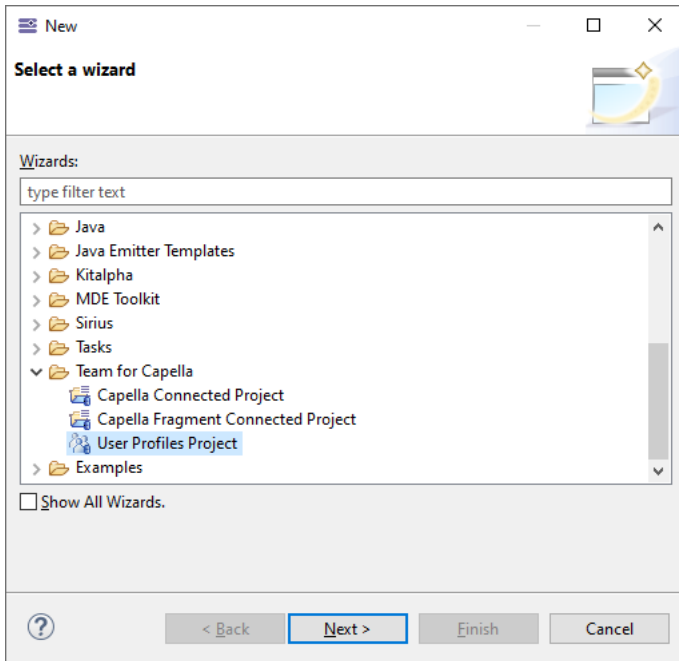 New
Select a wizard
Wizards:
type filter text
Java
Java Emitter Templates
Kitalpha
MDE Toolkit
Sirius
Tasks
Team for Capella
Capella Connected Project
Capella Fragment Connected Project
User Profiles Project
Examples
Show All Wizards.
? < Back Next > Finish Cancel